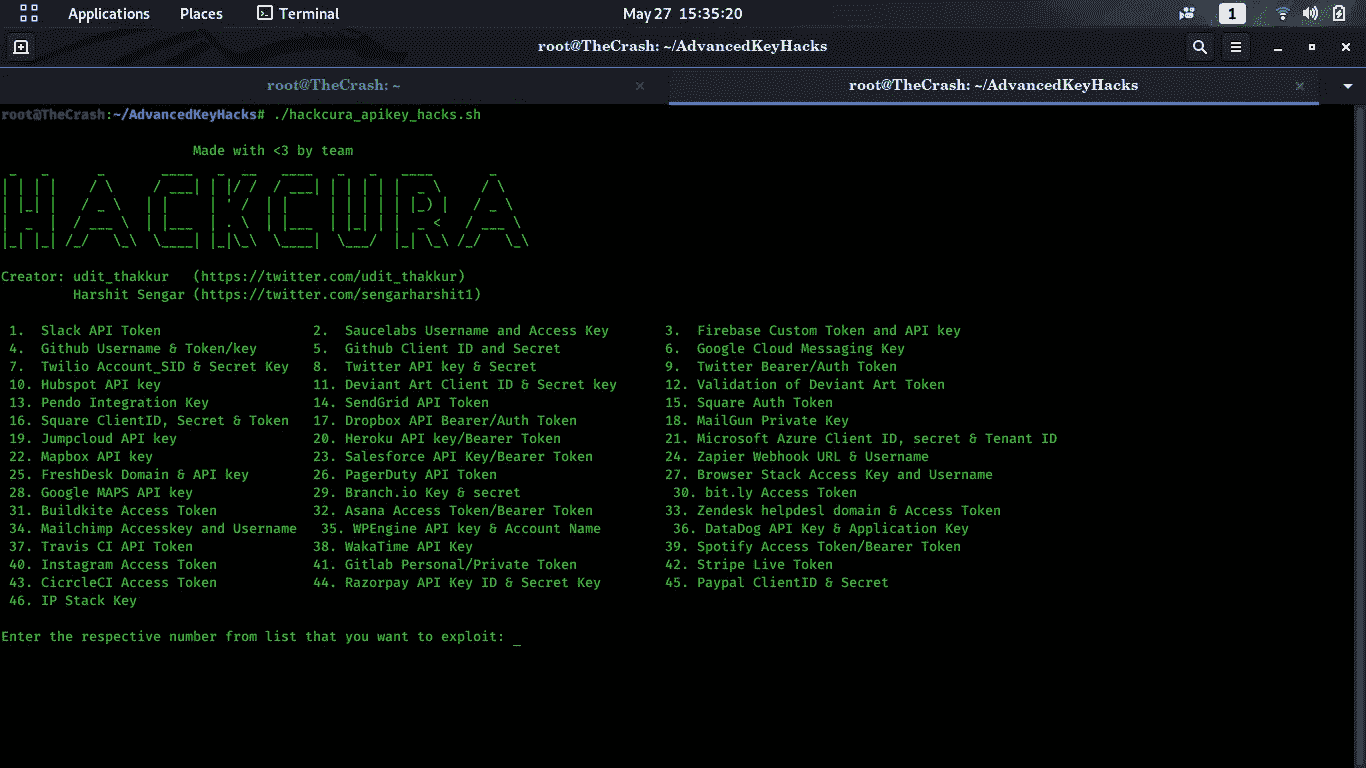 Applications Places Terminal May 27 15:35:20 1
root@TheCrash: ~/AdvancedKeyHacks
root@TheCrash: ~ root@TheCrash: ~/AdvancedKeyHacks
root@TheCrash:~/AdvancedKeyHacks# ./hackcura_apikey_hacks.sh
Made with <3 by team
HACKCURA
Creator: udit_thakkur (https://twitter.com/udit_thakkur)
Harshit Sengar (https://twitter.com/sengarharshit1)
1. Slack API Token 2. Saucelabs Username and Access Key 3. Firebase Custom Token and API key
4. Github Username & Token/key 5. Github Client ID and Secret 6. Google Cloud Messaging Key
7. Twilio Account_SID & Secret Key 8. Twitter API key & Secret 9. Twitter Bearer/Auth Token
10. Hubspot API key 11. Deviant Art Client ID & Secret key 12. Validation of Deviant Art Token
13. Pendo Integration Key 14. SendGrid API Token 15. Square Auth Token
16. Square ClientID, Secret & Token 17. Dropbox API Bearer/Auth Token 18. MailGun Private Key
19. Jumpcloud API key 20. Heroku API key/Bearer Token 21. Microsoft Azure Client ID, secret & Tenant ID
22. Mapbox API key 23. Salesforce API Key/Bearer Token 24. Zapier Webhook URL & Username
25. FreshDesk Domain & API key 26. PagerDuty API Token 27. Browser Stack Access Key and Username
28. Google MAPS API key 29. Branch.io Key & secret 30. bit.ly Access Token
31. Buildkite Access Token 32. Asana Access Token/Bearer Token 33. Zendesk helpdesl domain & Access Token
34. Mailchimp Accesskey and Username 35. WPEngine API key & Account Name 36. DataDog API Key & Application Key
37. Travis CI API Token 38. WakaTime API Key 39. Spotify Access Token/Bearer Token
40. Instagram Access Token 41. Gitlab Personal/Private Token 42. Stripe Live Token
43. CicrcleCI Access Token 44. Razorpay API Key ID & Secret Key 45. Paypal ClientID & Secret
46. IP Stack Key
Enter the respective number from list that you want to exploit: _